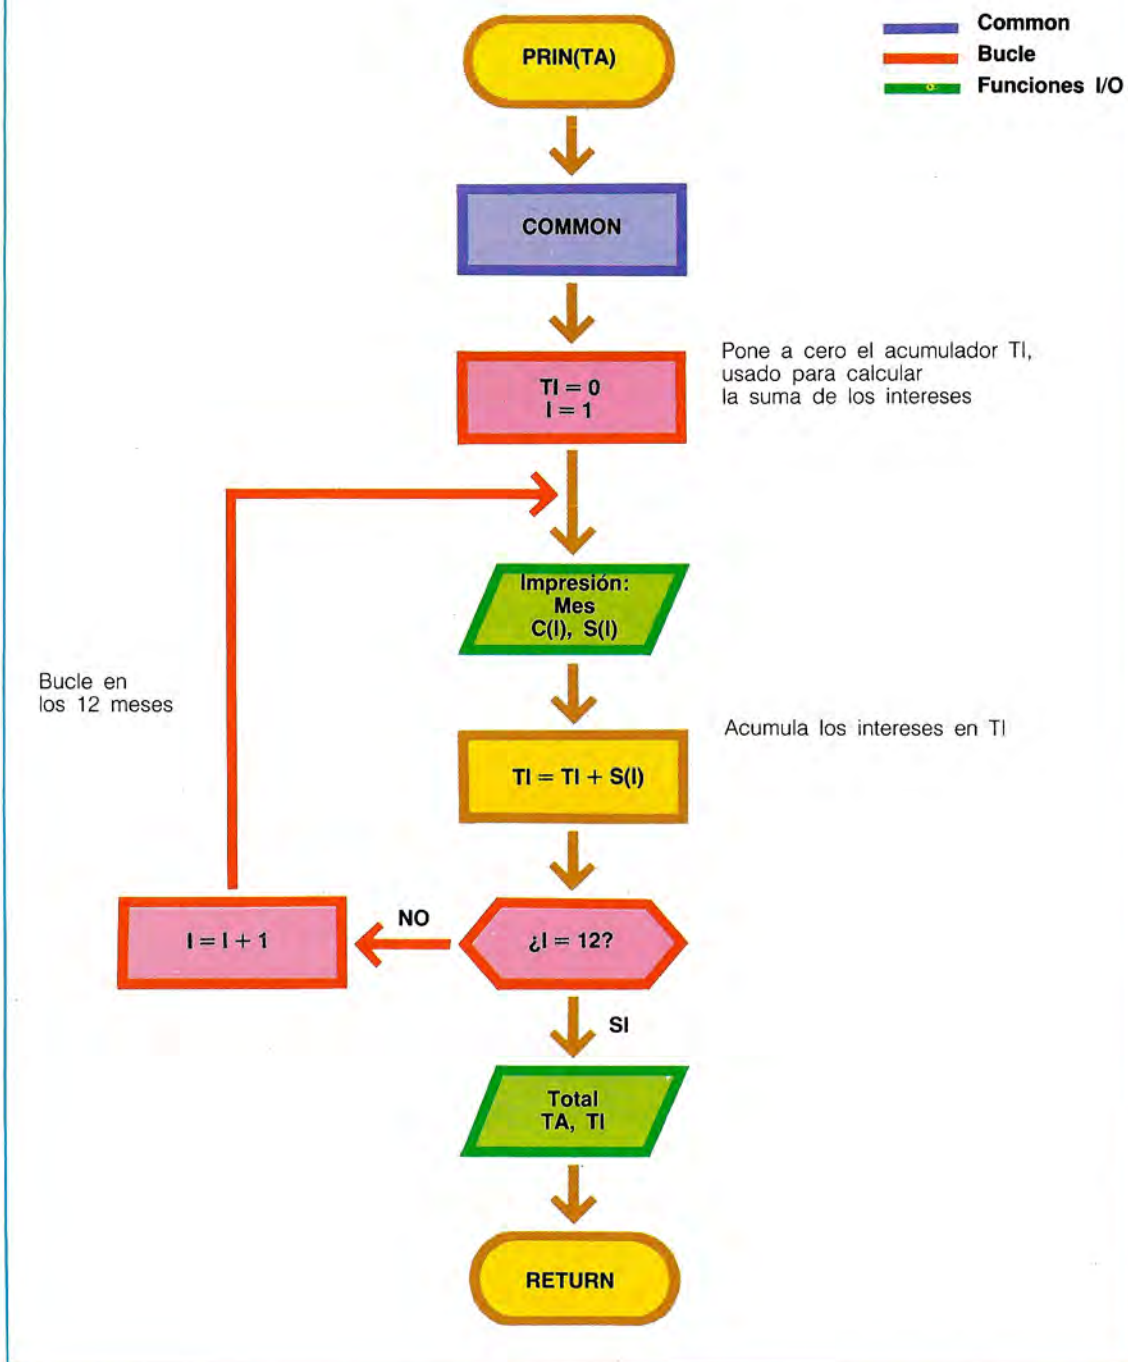 PRIN(TA)
Common
Bucle
Funciones I/O
COMMON
TI = 0
I = 1
Pone a cero el acumulador TI,
usado para calcular
la suma de los intereses
Impresión:
Mes
C(I), S(I)
Bucle en
los 12 meses
Acumula los intereses en TI
TI = TI + S(I)
I = I + 1
NO
¿I = 12?
SI
Total
TA, TI
RETURN